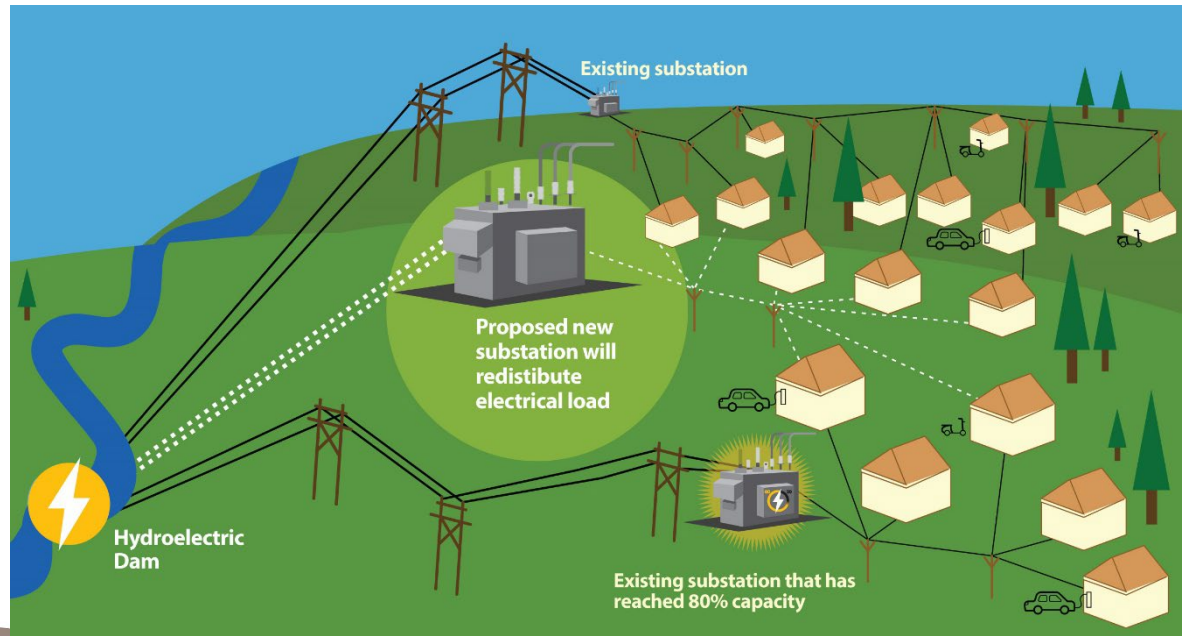 Existing substation
Proposed new
substation will
redistibute
electrical load
Hydroelectric
Dam
Existing substation that has
reached 80% capacity